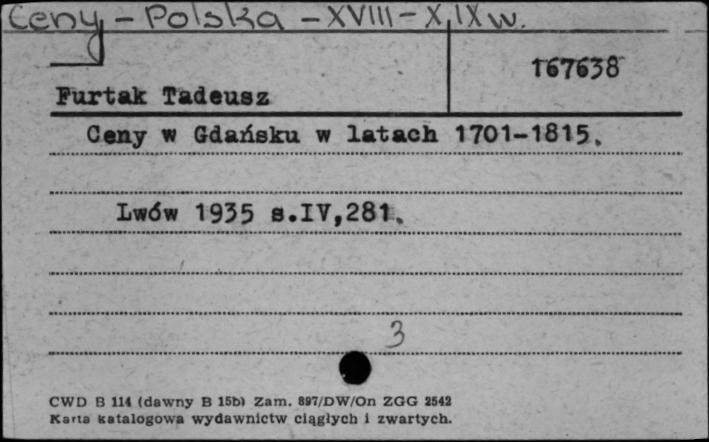 Ceny - Polska - XVIII - XIX w.
167638
Furtak Tadeusz
Ceny w Gdańsku w latach 1701-1815.
Lwów 1935 s.IV,281.
3
CWD B 114 (dawny B 15b) Zam. 897/DW/On ZGG 2542
Karta katalogowa wydawnictw ciągłych i zwartych.